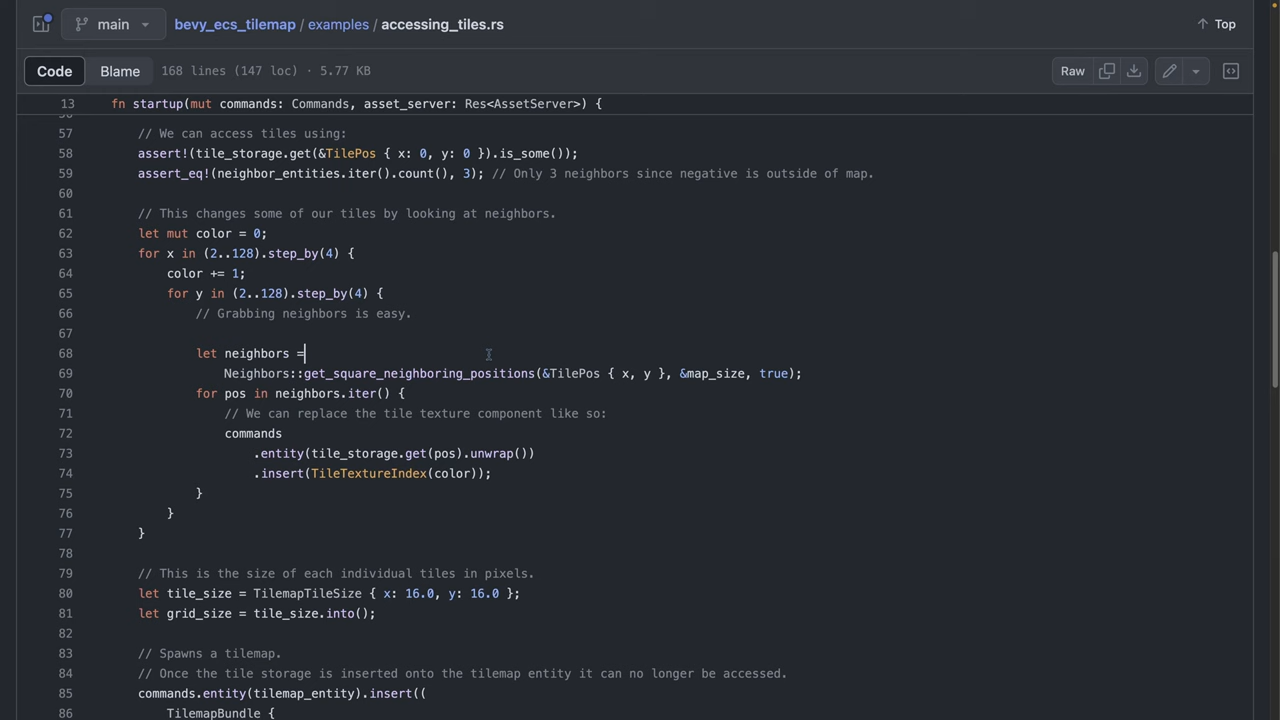 main
bevy_ecs_tilemap / examples / accessing_tiles.rs
Top
Code
Blame
168 lines (147 loc) · 5.77 KB
Raw
13 fn startup(mut commands: Commands, asset_server: Res<AssetServer>) {
57 // We can access tiles using:
58 assert!(tile_storage.get(&TilePos { x: 0, y: 0 }).is_some());
59 assert_eq!(neighbor_entities.iter().count(), 3); // Only 3 neighbors since negative is outside of map.
60
61 // This changes some of our tiles by looking at neighbors.
62 let mut color = 0;
63 for x in (2..128).step_by(4) {
64 color += 1;
65 for y in (2..128).step_by(4) {
66 // Grabbing neighbors is easy.
67
68 let neighbors =
69 Neighbors::get_square_neighboring_positions(&TilePos { x, y }, &map_size, true);
70 for pos in neighbors.iter() {
71 // We can replace the tile texture component like so:
72 commands
73 .entity(tile_storage.get(pos).unwrap())
74 .insert(TileTextureIndex(color));
75 }
76 }
77 }
78
79 // This is the size of each individual tiles in pixels.
80 let tile_size = TilemapTileSize { x: 16.0, y: 16.0 };
81 let grid_size = tile_size.into();
82
83 // Spawns a tilemap.
84 // Once the tile storage is inserted onto the tilemap entity it can no longer be accessed.
85 commands.entity(tilemap_entity).insert((
86 TilemapBundle {